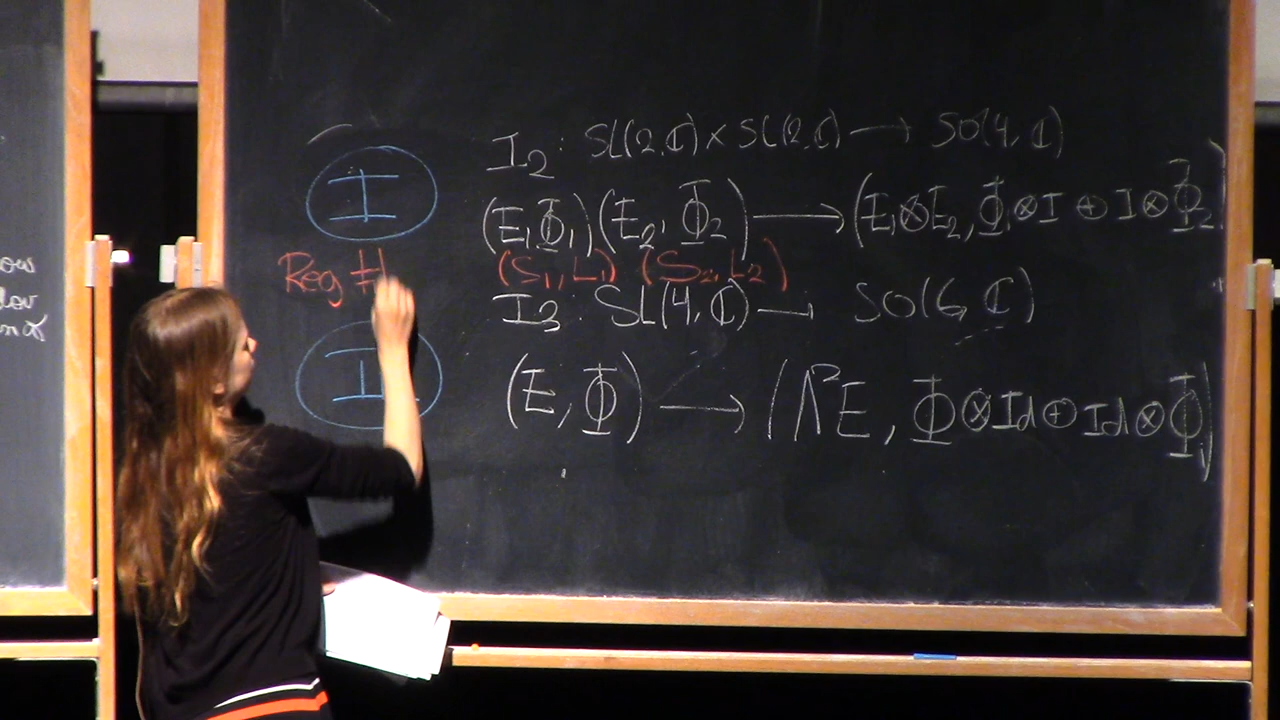 I₂ : SL(2,ℂ) × SL(2,ℂ) ⟶ SO(4,ℂ)
I
(E₁,Φ₁)(E₂,Φ₂) ⟶ (E₁⊗E₂, Φ₁⊗I ⊕ I⊗Φ₂)
Reg
(S₁,L₁) (S₂,L₂)
I₃ : SL(4,ℂ) ⟶ SO(6,ℂ)
(E,Φ) ⟶ (Λ²E, Φ⊗Id ⊕ Id⊗Φ)